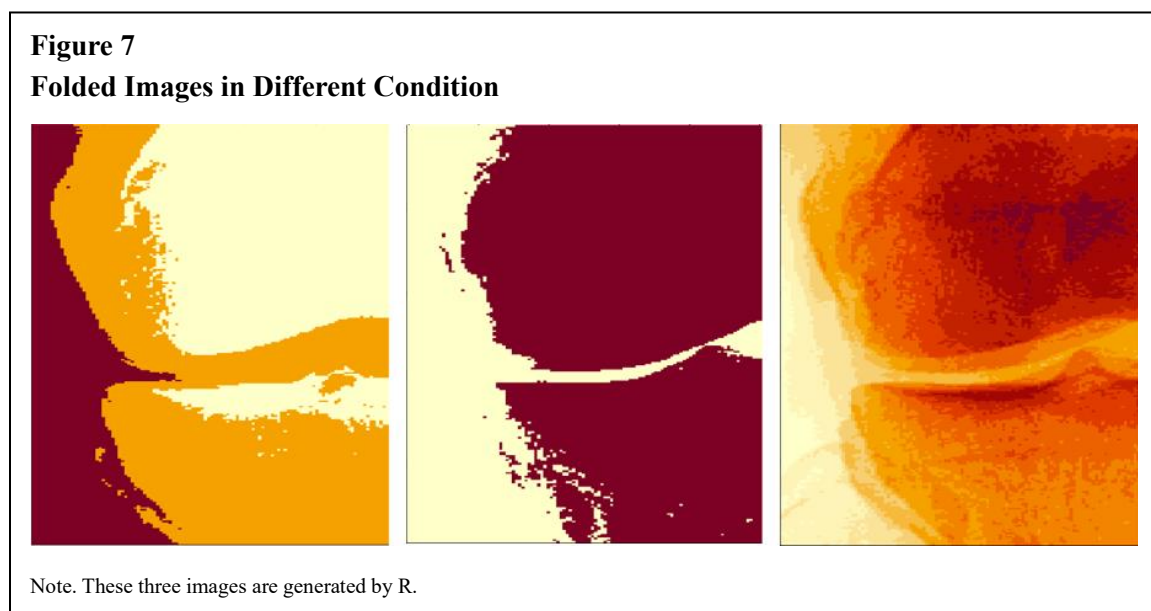 Figure 7
Folded Images in Different Condition
Note. These three images are generated by R.